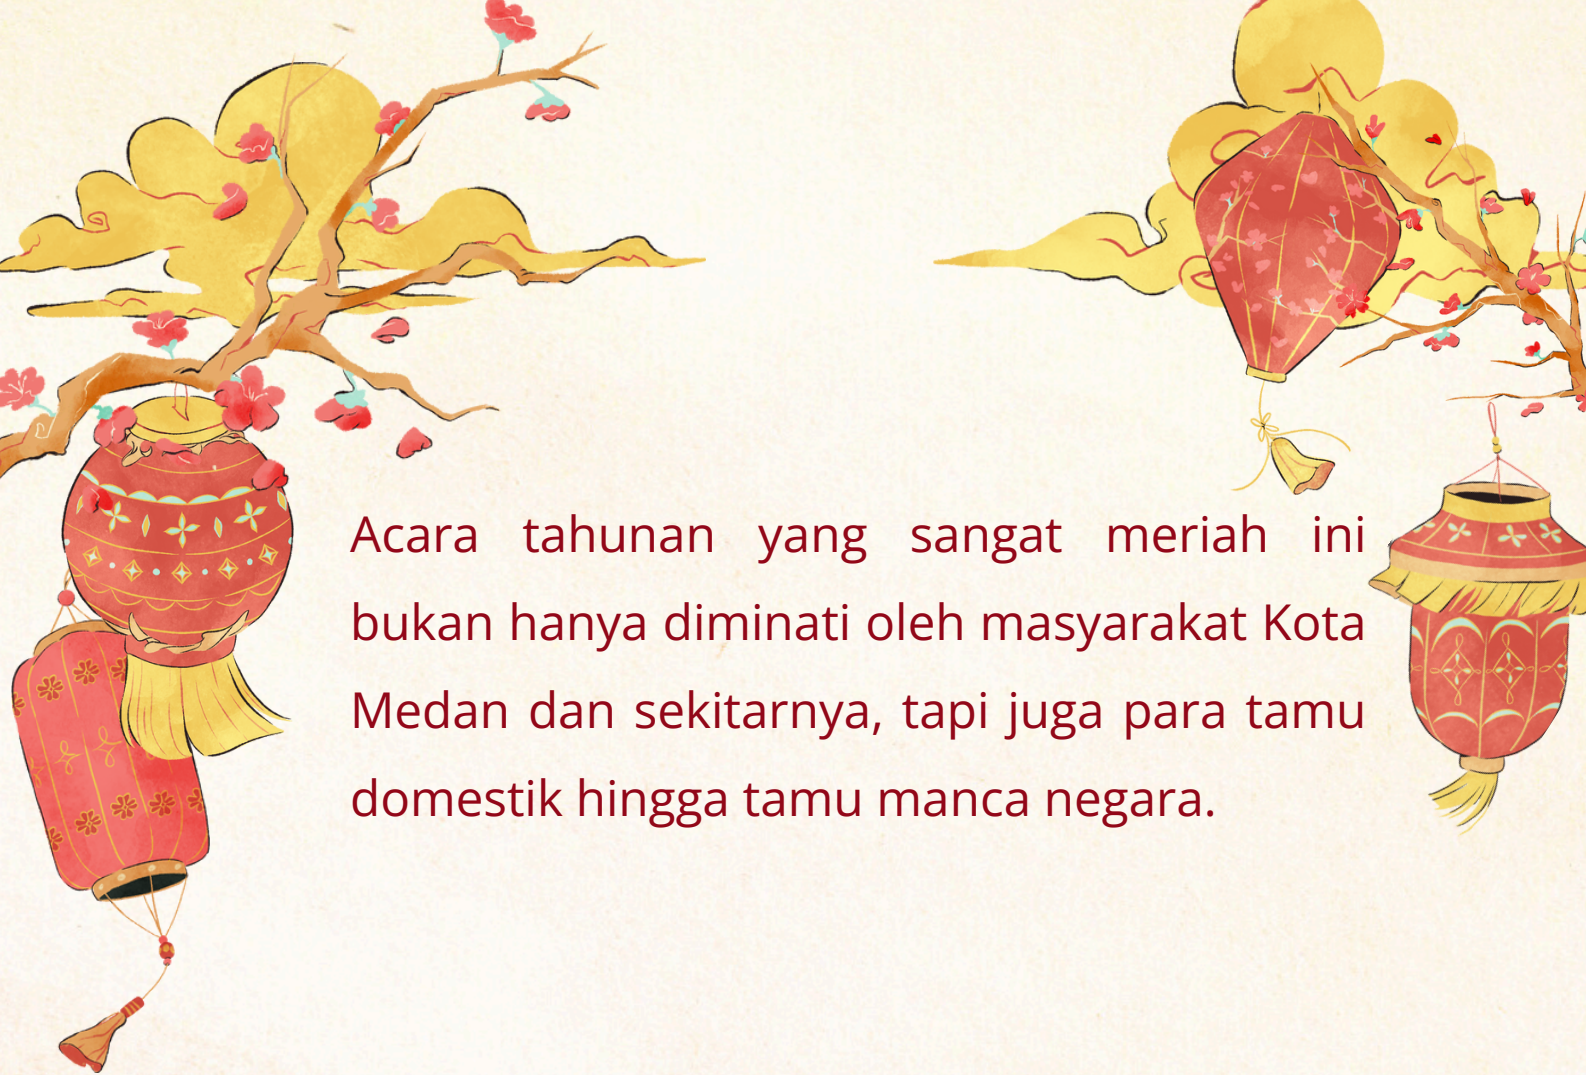 Acara tahunan yang sangat meriah ini
bukan hanya diminati oleh masyarakat Kota
Medan dan sekitarnya, tapi juga para tamu
domestik hingga tamu manca negara.